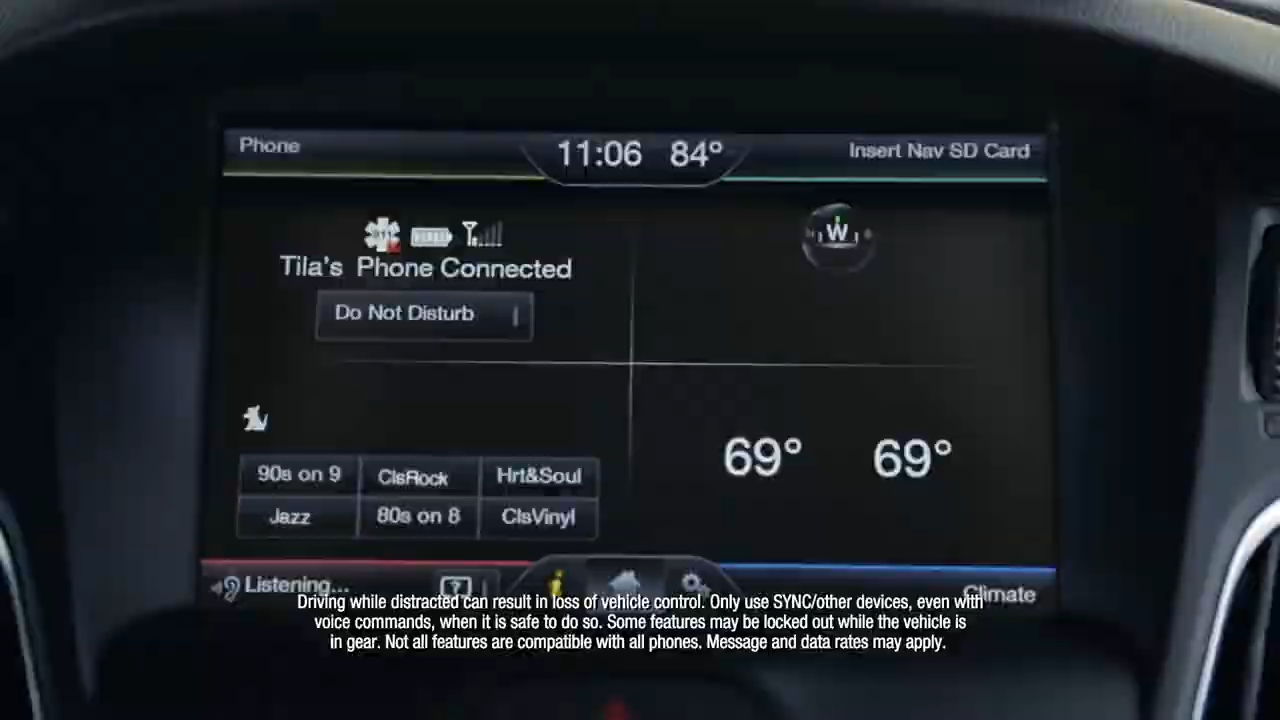 Phone
11:06 84°
Insert Nav SD Card
W
Tila's Phone Connected
Do Not Disturb
69° 69°
90s on 9 ClsRock Hrt&Soul
Jazz 80s on 8 ClsVinyl
Listening...
?
i
Climate
Driving while distracted can result in loss of vehicle control. Only use SYNC/other devices, even with
voice commands, when it is safe to do so. Some features may be locked out while the vehicle is
in gear. Not all features are compatible with all phones. Message and data rates may apply.